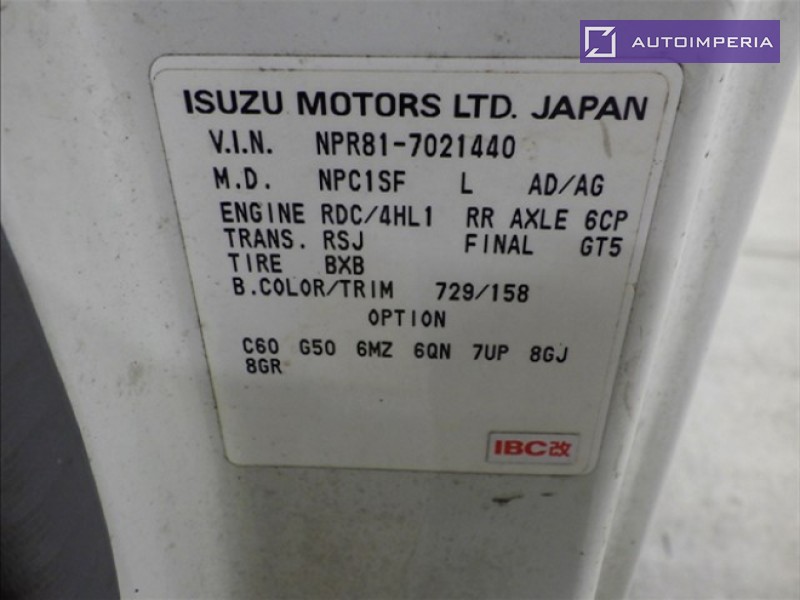 AUTOIMPERIA
ISUZU MOTORS LTD. JAPAN
V.I.N. NPR81-7021440
M.D. NPC1SF L AD/AG
ENGINE RDC/4HL1 RR AXLE 6CP
TRANS. RSJ FINAL GT5
TIRE BXB
B.COLOR/TRIM 729/158
OPTION
C60 G50 6MZ 6QN 7UP 8GJ
8GR
IBC改